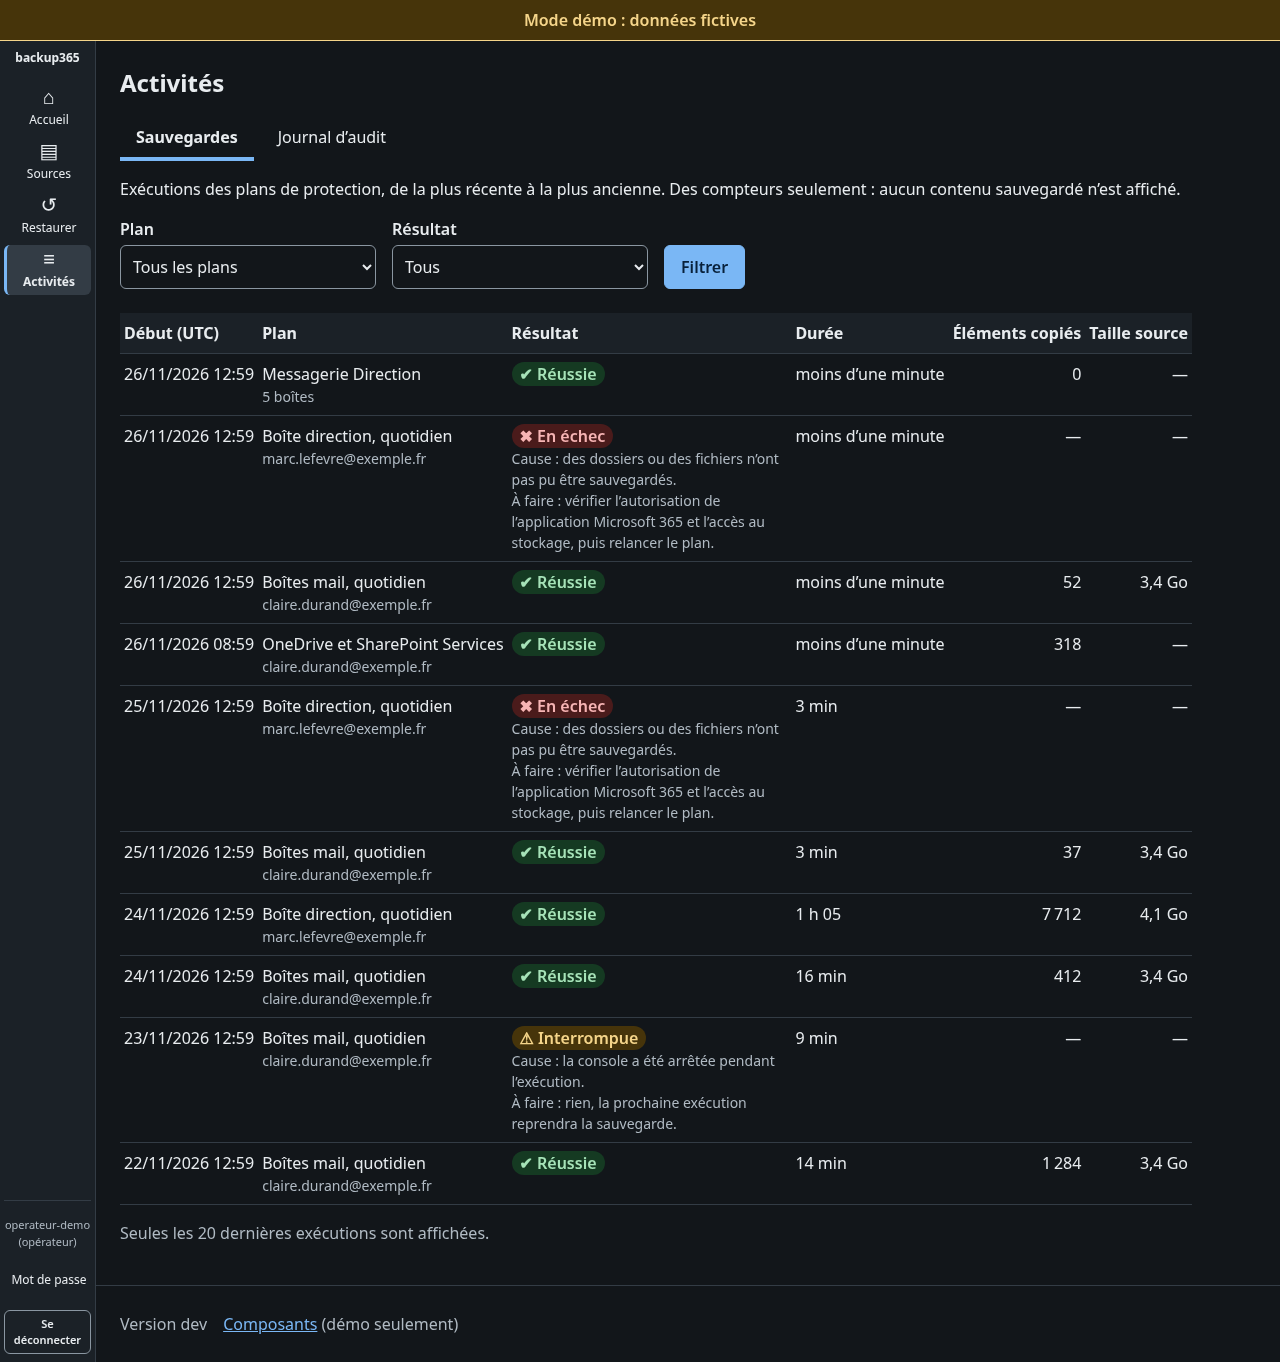 Mode démo : données fictives
backup365
Accueil
Sources
Restaurer
Activités
operateur-demo
(opérateur)
Mot de passe
Se
déconnecter
Activités
Sauvegardes Journal d’audit
Exécutions des plans de protection, de la plus récente à la plus ancienne. Des compteurs seulement : aucun contenu sauvegardé n’est affiché.
Plan Résultat
Tous les plans Tous Filtrer
Début (UTC) Plan Résultat Durée Éléments copiés Taille source
26/11/2026 12:59 Messagerie Direction ✔ Réussie moins d’une minute 0 —
5 boîtes
26/11/2026 12:59 Boîte direction, quotidien ✖ En échec moins d’une minute — —
marc.lefevre@exemple.fr Cause : des dossiers ou des fichiers n’ont
pas pu être sauvegardés.
À faire : vérifier l’autorisation de
l’application Microsoft 365 et l’accès au
stockage, puis relancer le plan.
26/11/2026 12:59 Boîtes mail, quotidien ✔ Réussie moins d’une minute 52 3,4 Go
claire.durand@exemple.fr
26/11/2026 08:59 OneDrive et SharePoint Services ✔ Réussie moins d’une minute 318 —
claire.durand@exemple.fr
25/11/2026 12:59 Boîte direction, quotidien ✖ En échec 3 min — —
marc.lefevre@exemple.fr Cause : des dossiers ou des fichiers n’ont
pas pu être sauvegardés.
À faire : vérifier l’autorisation de
l’application Microsoft 365 et l’accès au
stockage, puis relancer le plan.
25/11/2026 12:59 Boîtes mail, quotidien ✔ Réussie 3 min 37 3,4 Go
claire.durand@exemple.fr
24/11/2026 12:59 Boîte direction, quotidien ✔ Réussie 1 h 05 7 712 4,1 Go
marc.lefevre@exemple.fr
24/11/2026 12:59 Boîtes mail, quotidien ✔ Réussie 16 min 412 3,4 Go
claire.durand@exemple.fr
23/11/2026 12:59 Boîtes mail, quotidien ⚠ Interrompue 9 min — —
claire.durand@exemple.fr Cause : la console a été arrêtée pendant
l’exécution.
À faire : rien, la prochaine exécution
reprendra la sauvegarde.
22/11/2026 12:59 Boîtes mail, quotidien ✔ Réussie 14 min 1 284 3,4 Go
claire.durand@exemple.fr
Seules les 20 dernières exécutions sont affichées.
Version dev Composants (démo seulement)